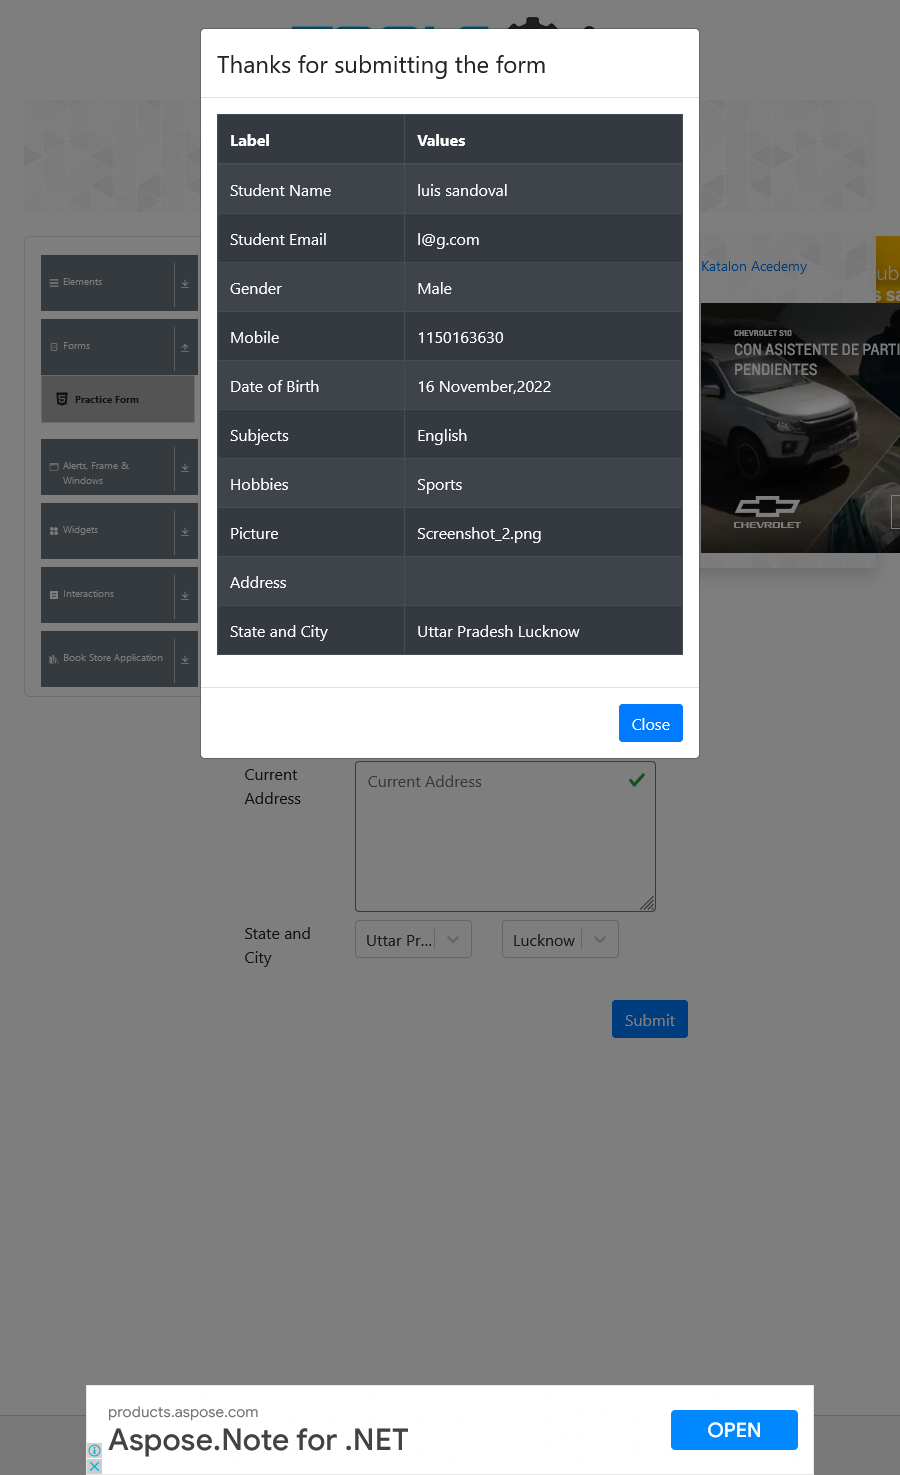 Thanks for submitting the form
Label Values
Student Name luis sandoval
Student Email l@g.com
Gender Male
Mobile 1150163630
Date of Birth 16 November,2022
Subjects English
Hobbies Sports
Picture Screenshot_2.png
Address
State and City Uttar Pradesh Lucknow
Close
Elements
Forms
Practice Form
Alerts, Frame &
Windows
Widgets
Interactions
Book Store Application
Katalon Acedemy
CHEVROLET S10
CON ASISTENTE DE PARTI
PENDIENTES
CHEVROLET
Current
Address
Current Address
State and
City
Uttar Pr... Lucknow
Submit
products.aspose.com
Aspose.Note for .NET
OPEN